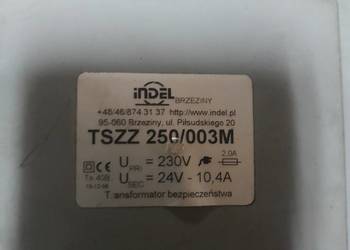 INDEL
BRZEZINY
+48/46/874 31 37 http://www.indel.pl
95-060 Brzeziny, ul. Piłsudskiego 20
TSZZ 250/003M
UPRI = 230V 2,0A
USEC = 24V - 10,4A
Ta 40B
Transformator bezpieczeństwa